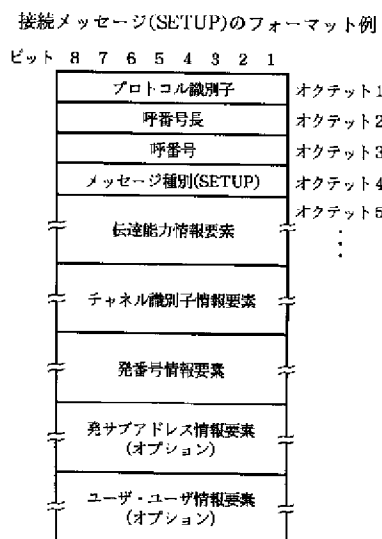 接続メッセージ(SETUP)のフォーマット例
ビット 8 7 6 5 4 3 2 1
プロトコル識別子 オクテット1
呼番号長 オクテット2
呼番号 オクテット3
メッセージ種別(SETUP) オクテット4
オクテット5
伝達能力情報要素
チャネル識別子情報要素
発番号情報要素
発サブアドレス情報要素
(オプション)
ユーザ・ユーザ情報要素
(オプション)